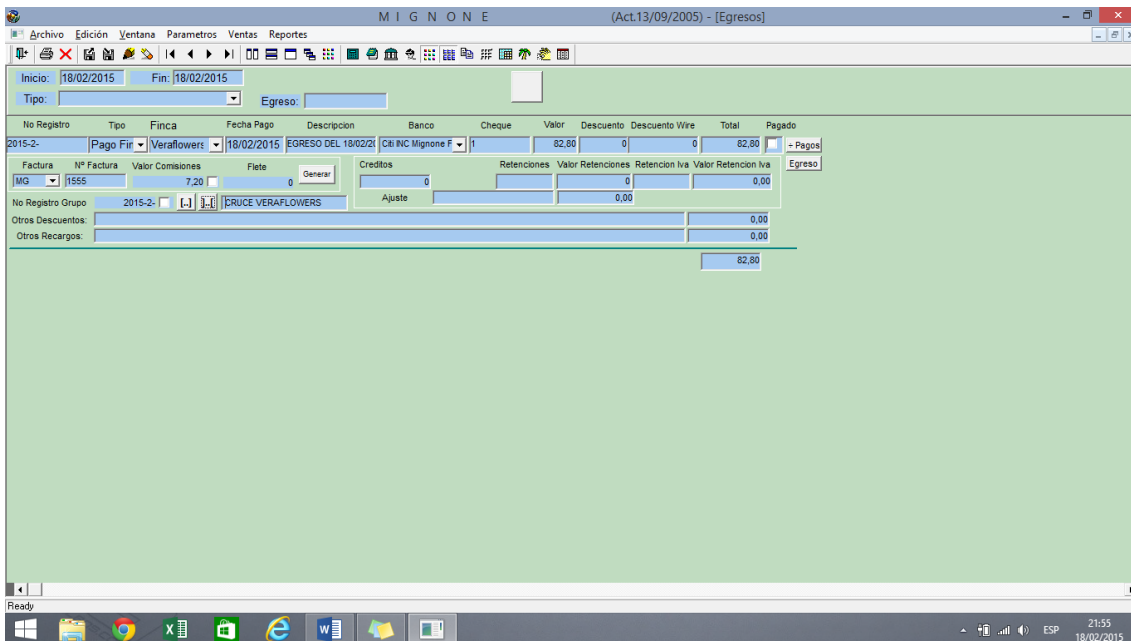 M I G N O N E (Act.13/09/2005) - [Egresos]
Archivo Edición Ventana Parametros Ventas Reportes
Inicio: 18/02/2015 Fin: 18/02/2015
Tipo: Egreso:
No Registro Tipo Finca Fecha Pago Descripcion Banco Cheque Valor Descuento Descuento Wire Total Pagado
2015-2- Pago Fin Veraflowers 18/02/2015 EGRESO DEL 18/02/20 Citi INC Mignone F 1 82,80 0 0 82,80 + Pagos
Factura Nº Factura Valor Comisiones Flete Generar Creditos Retenciones Valor Retenciones Retencion Iva Valor Retencion Iva Egreso
MG 1555 7,20 0 0 0 0,00
No Registro Grupo 2015-2- [..] ]..[ CRUCE VERAFLOWERS Ajuste 0,00
Otros Descuentos: 0,00
Otros Recargos: 0,00
82,80
Ready
ESP 21:55
18/02/2015